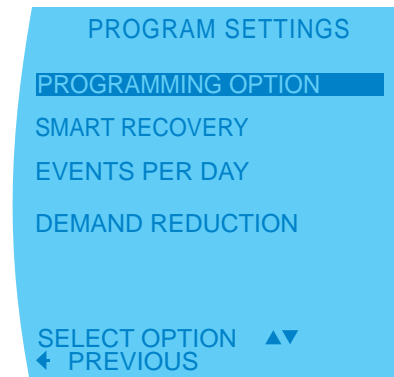 PROGRAM SETTINGS
PROGRAMMING OPTION
SMART RECOVERY
EVENTS PER DAY
DEMAND REDUCTION
SELECT OPTION ▲▼
PREVIOUS